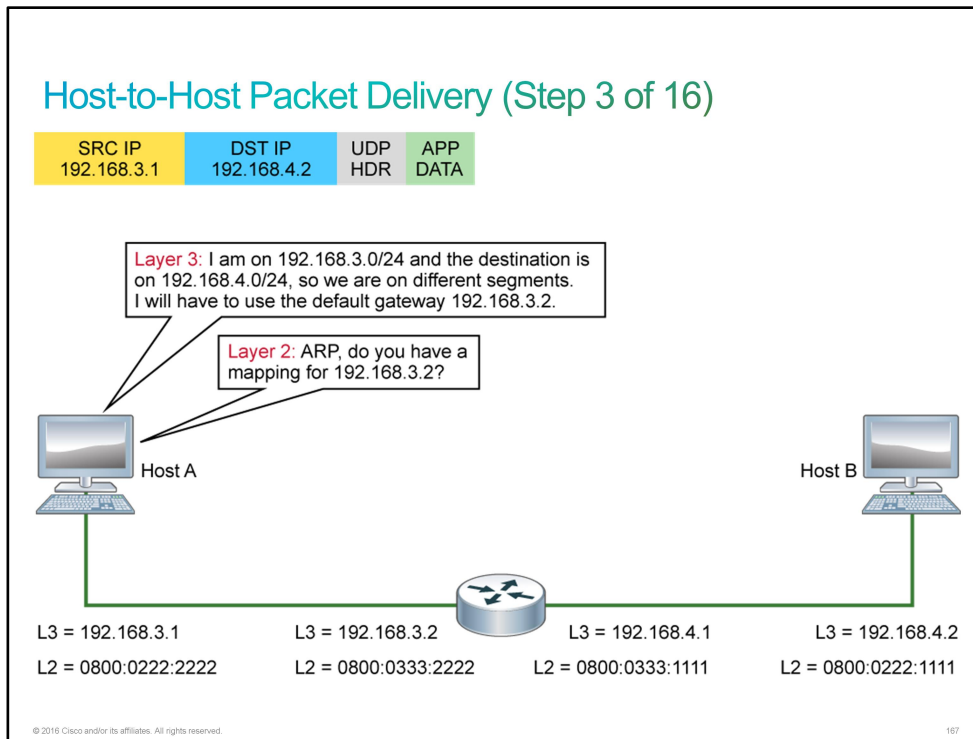 Host-to-Host Packet Delivery (Step 3 of 16)
SRC IP
192.168.3.1
DST IP
192.168.4.2
UDP
HDR
APP
DATA
Layer 3: I am on 192.168.3.0/24 and the destination is
on 192.168.4.0/24, so we are on different segments.
I will have to use the default gateway 192.168.3.2.
Layer 2: ARP, do you have a
mapping for 192.168.3.2?
Host A
Host B
L3 = 192.168.3.1
L2 = 0800:0222:2222
L3 = 192.168.3.2
L2 = 0800:0333:2222
L3 = 192.168.4.1
L2 = 0800:0333:1111
L3 = 192.168.4.2
L2 = 0800:0222:1111
© 2016 Cisco and/or its affiliates. All rights reserved.
167